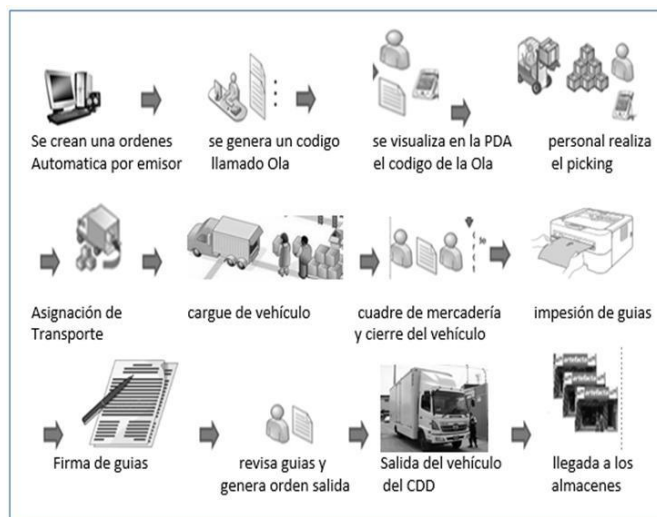 Se crean una ordenes
Automatica por emisor
se genera un codigo
llamado Ola
se visualiza en la PDA
el codigo de la Ola
personal realiza
el picking
Asignación de
Transporte
cargue de vehículo
cuadre de mercadería
y cierre del vehículo
Se
impesión de guias
Firma de guias
revisa guias y
genera orden salida
Salida del vehículo
del CDD
artefacta
llegada a los
almacenes